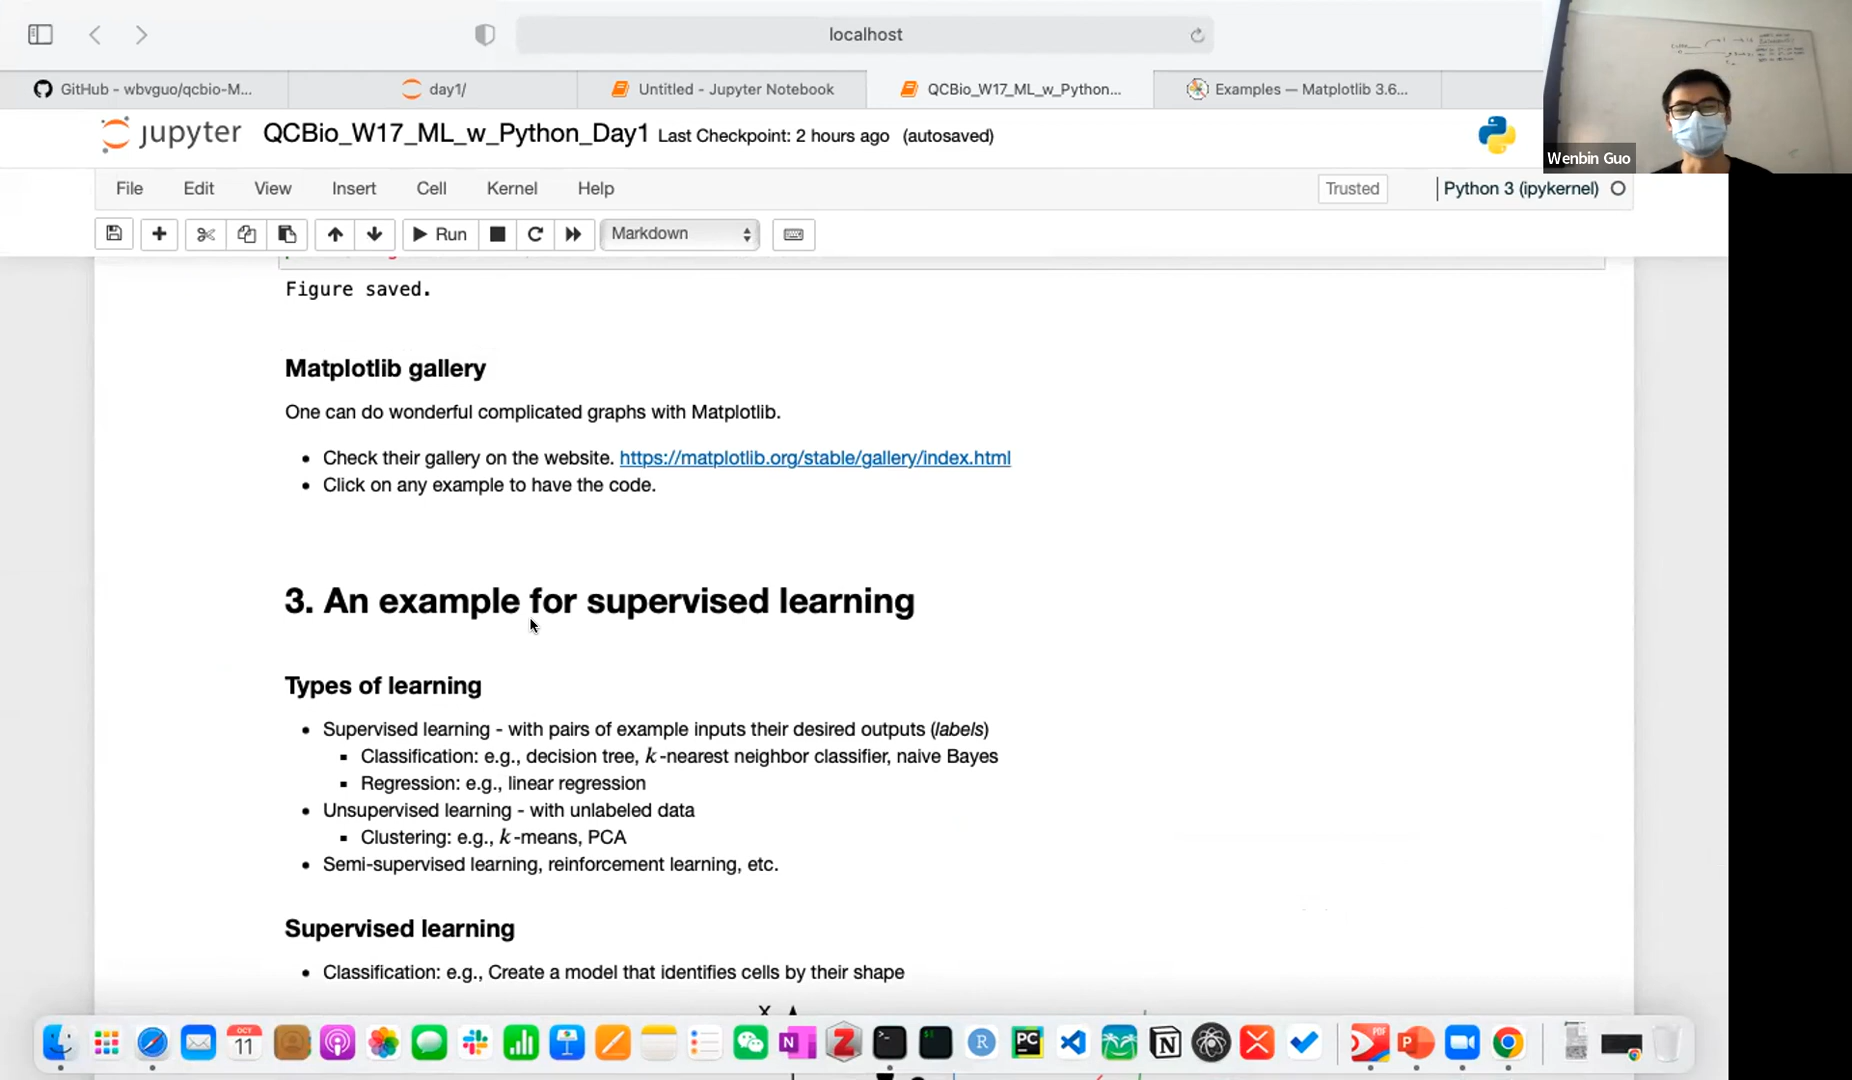 localhost
GitHub - wbvguo/qcbio-M...
day1/
Untitled - Jupyter Notebook
QCBio_W17_ML_w_Python...
Examples — Matplotlib 3.6...
Wenbin Guo
jupyter QCBio_W17_ML_w_Python_Day1 Last Checkpoint: 2 hours ago (autosaved)
File Edit View Insert Cell Kernel Help Trusted Python 3 (ipykernel)
Run Markdown
Figure saved.
Matplotlib gallery
One can do wonderful complicated graphs with Matplotlib.
• Check their gallery on the website. https://matplotlib.org/stable/gallery/index.html
• Click on any example to have the code.
3. An example for supervised learning
Types of learning
• Supervised learning - with pairs of example inputs their desired outputs (labels)
▪ Classification: e.g., decision tree, k-nearest neighbor classifier, naive Bayes
▪ Regression: e.g., linear regression
• Unsupervised learning - with unlabeled data
▪ Clustering: e.g., k-means, PCA
• Semi-supervised learning, reinforcement learning, etc.
Supervised learning
• Classification: e.g., Create a model that identifies cells by their shape
OCT
11
N
Z
R
PC
N
PDF
P